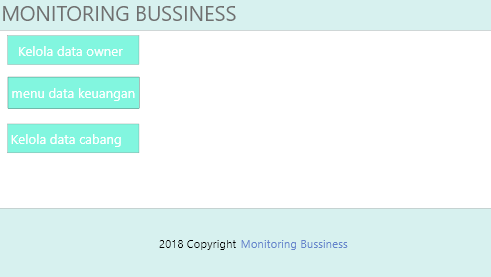 MONITORING BUSSINESS
Kelola data owner
menu data keuangan
Kelola data cabang
2018 Copyright Monitoring Bussiness